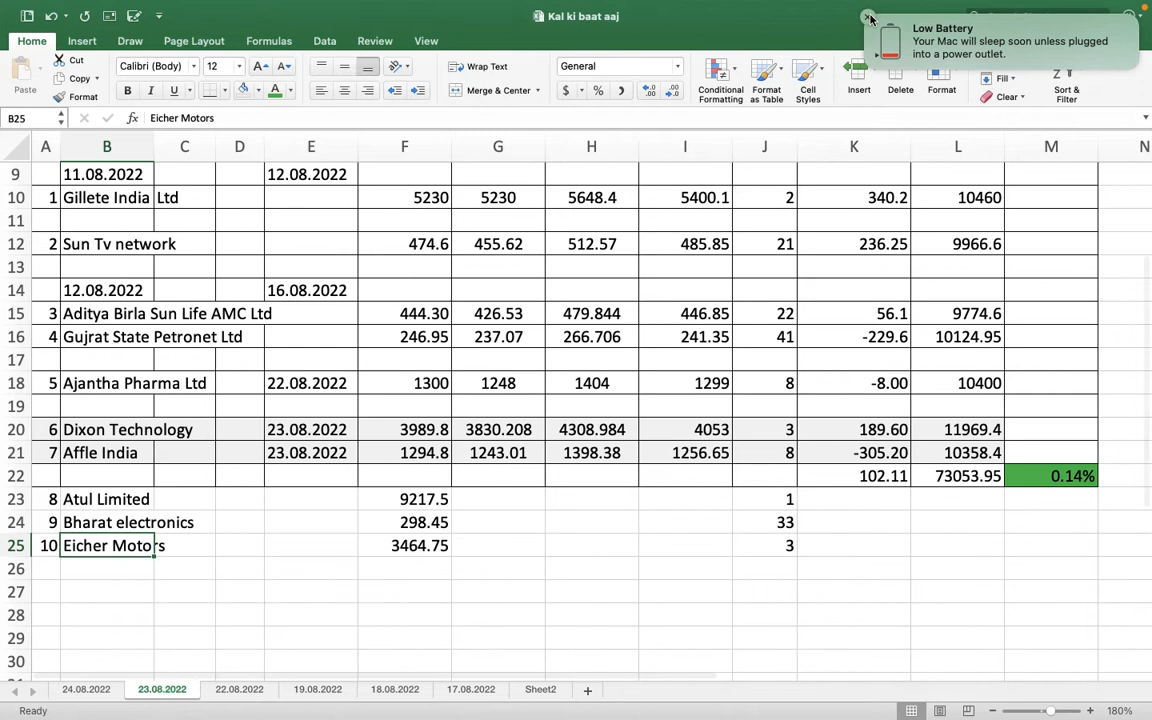 Kal ki baat aaj
Low Battery
Your Mac will sleep soon unless plugged
into a power outlet.
Home Insert Draw Page Layout Formulas Data Review View
Paste
Cut
Copy
Format
Calibri (Body) 12
B I U
Wrap Text
Merge & Center
General
$ % )
Conditional
Formatting
Format
as Table
Cell
Styles
Insert
Delete
Format
Fill
Clear
Sort &
Filter
B25 fx Eicher Motors
A B C D E F G H I J K L M N
9 11.08.2022 12.08.2022
10 1 Gillete India Ltd 5230 5230 5648.4 5400.1 2 340.2 10460
11
12 2 Sun Tv network 474.6 455.62 512.57 485.85 21 236.25 9966.6
13
14 12.08.2022 16.08.2022
15 3 Aditya Birla Sun Life AMC Ltd 444.30 426.53 479.844 446.85 22 56.1 9774.6
16 4 Gujrat State Petronet Ltd 246.95 237.07 266.706 241.35 41 -229.6 10124.95
17
18 5 Ajantha Pharma Ltd 22.08.2022 1300 1248 1404 1299 8 -8.00 10400
19
20 6 Dixon Technology 23.08.2022 3989.8 3830.208 4308.984 4053 3 189.60 11969.4
21 7 Affle India 23.08.2022 1294.8 1243.01 1398.38 1256.65 8 -305.20 10358.4
22 102.11 73053.95 0.14%
23 8 Atul Limited 9217.5 1
24 9 Bharat electronics 298.45 33
25 10 Eicher Motors 3464.75 3
26
27
28
29
30
24.08.2022 23.08.2022 22.08.2022 19.08.2022 18.08.2022 17.08.2022 Sheet2
Ready 180%